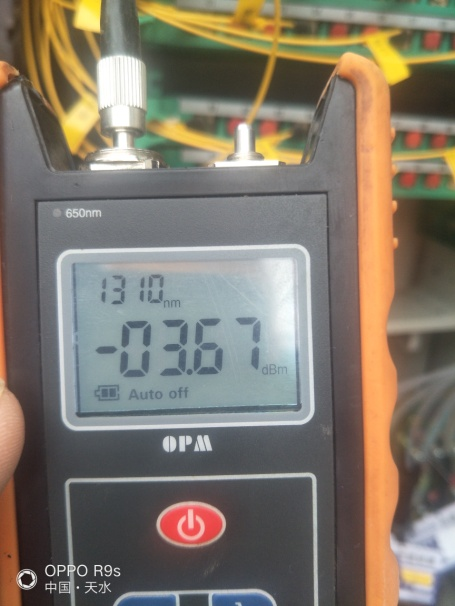 650nm
1310nm
-03.67dBm
Auto off
OPM
OPPO R9s
中国·天水